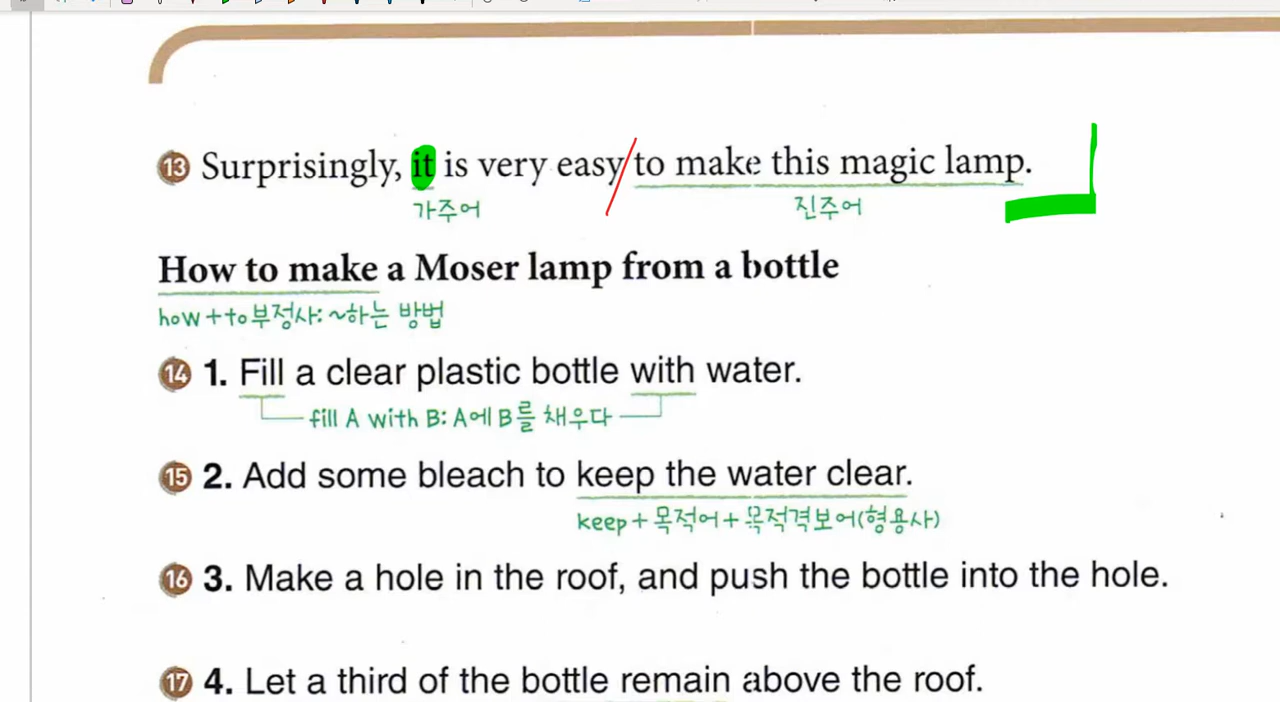 13 Surprisingly, it is very easy to make this magic lamp.
가주어 진주어
How to make a Moser lamp from a bottle
how+to부정사: ~하는 방법
14 1. Fill a clear plastic bottle with water.
fill A with B: A에 B를 채우다
15 2. Add some bleach to keep the water clear.
keep+목적어+목적격보어(형용사)
16 3. Make a hole in the roof, and push the bottle into the hole.
17 4. Let a third of the bottle remain above the roof.